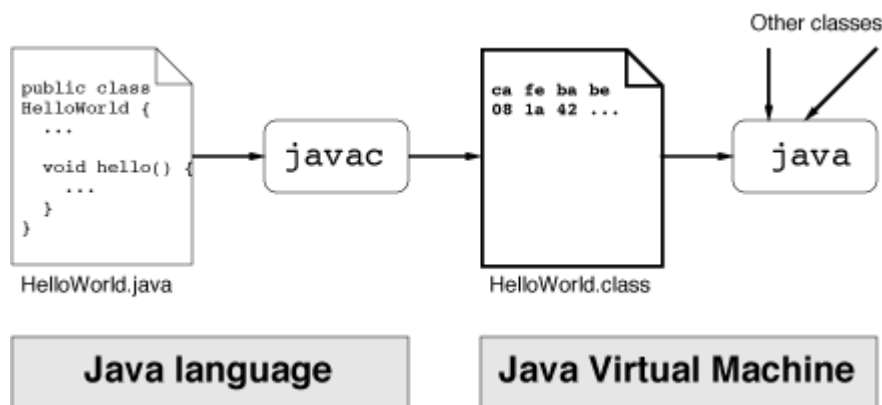 Other classes
public class
HelloWorld {
...
void hello() {
...
}
}
javac
ca fe ba be
08 1a 42 ...
java
HelloWorld.java
HelloWorld.class
Java language
Java Virtual Machine